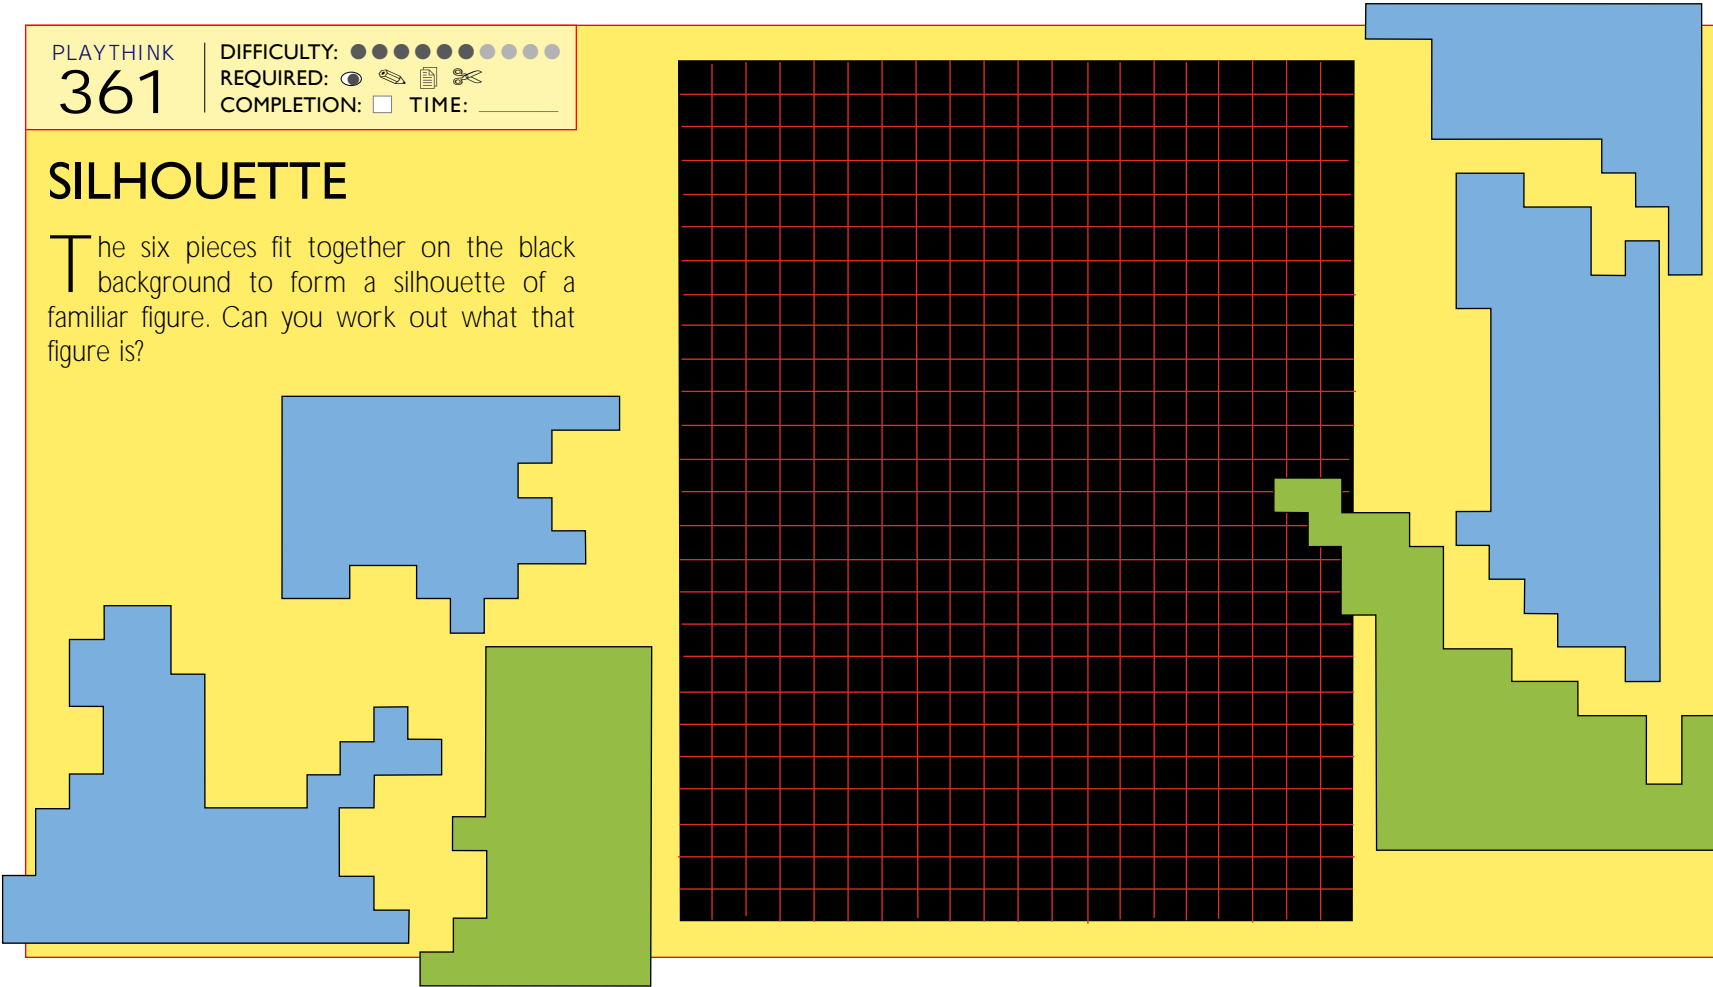 PLAYTHINK
361
DIFFICULTY:
REQUIRED:
COMPLETION: TIME:
SILHOUETTE
The six pieces fit together on the black
background to form a silhouette of a
familiar figure. Can you work out what that
figure is?